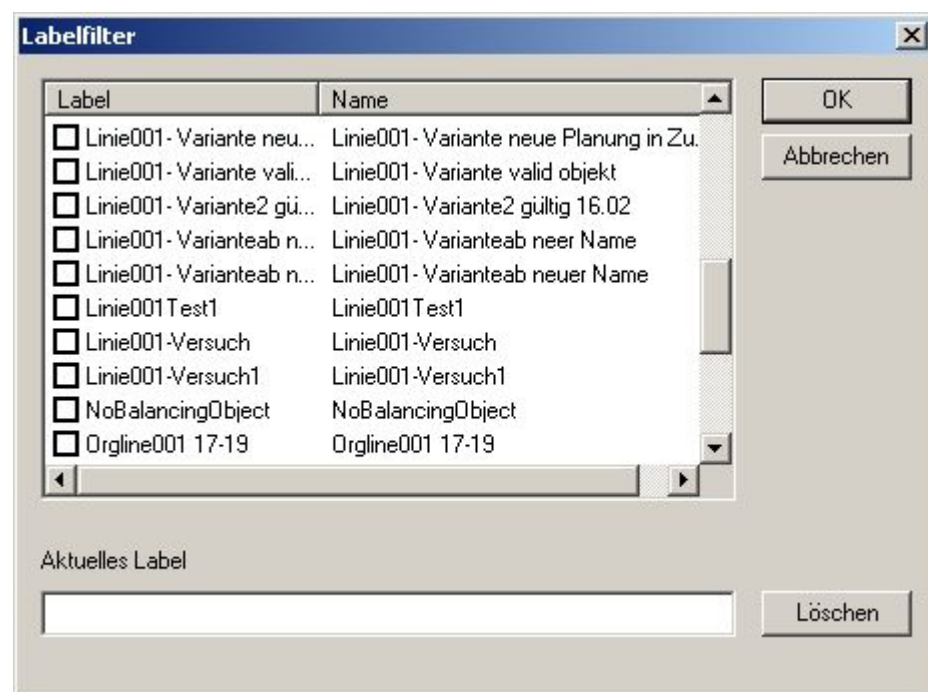 Labelfilter
Label Name
Linie001- Variante neu... Linie001- Variante neue Planung in Zu.
Linie001- Variante vali... Linie001- Variante valid objekt
Linie001- Variante2 gü... Linie001- Variante2 gültig 16.02
Linie001- Varianteab n... Linie001- Varianteab neer Name
Linie001- Varianteab n... Linie001- Varianteab neuer Name
Linie001Test1 Linie001Test1
Linie001-Versuch Linie001-Versuch
Linie001-Versuch1 Linie001-Versuch1
NoBalancingObject NoBalancingObject
Orgline001 17-19 Orgline001 17-19
OK
Abbrechen
Aktuelles Label
Löschen